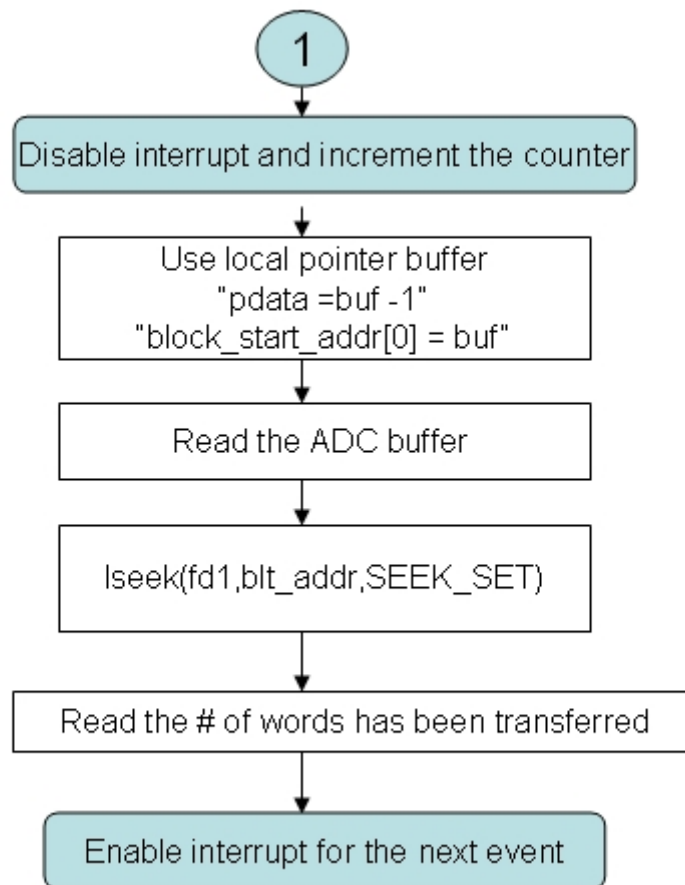 1
Disable interrupt and increment the counter
Use local pointer buffer
"pdata =buf -1"
"block_start_addr[0] = buf"
Read the ADC buffer
lseek(fd1,blt_addr,SEEK_SET)
Read the # of words has been transferred
Enable interrupt for the next event